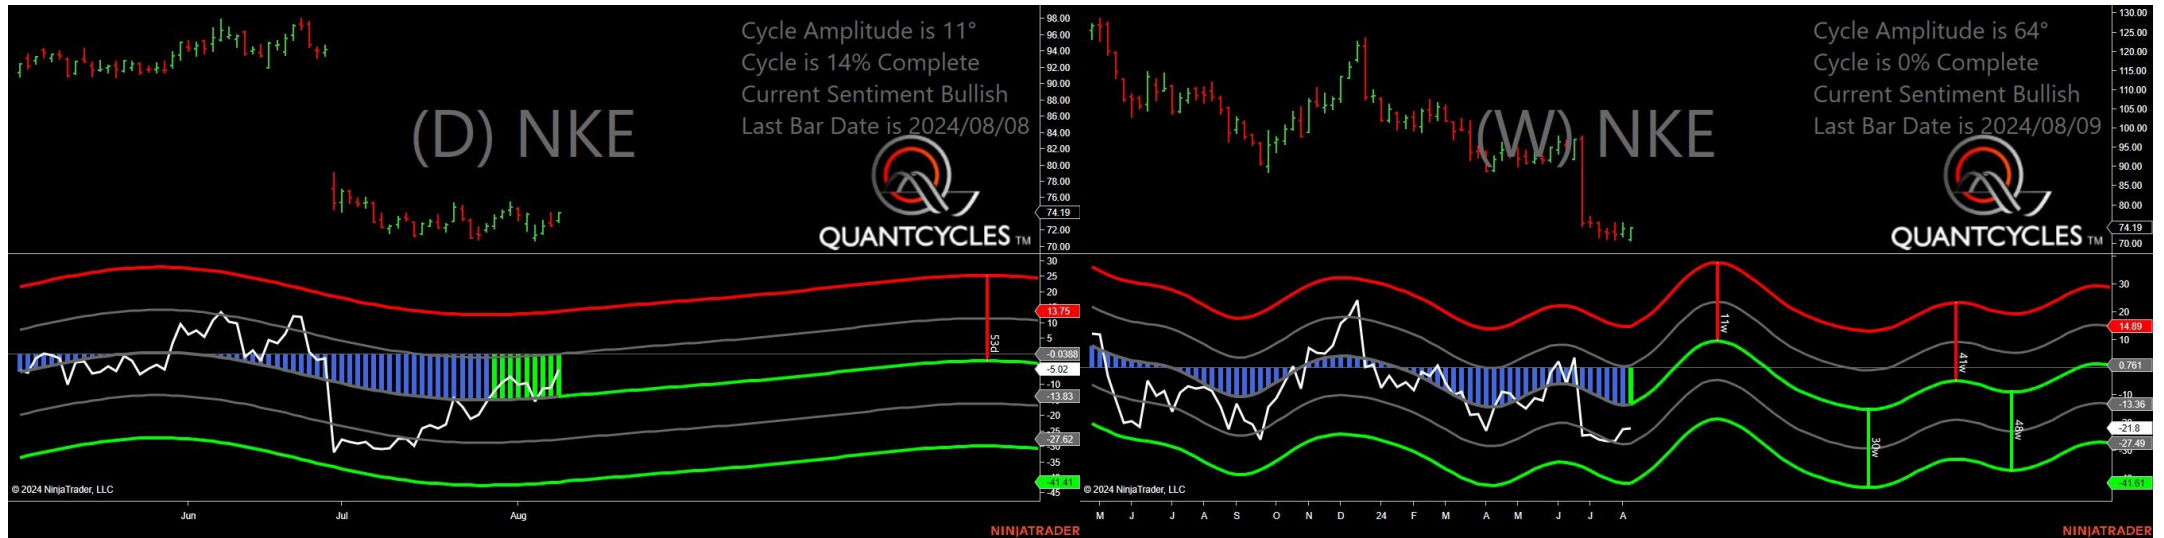 Cycle Amplitude is 11°
Cycle is 14% Complete
Current Sentiment Bullish
Last Bar Date is 2024/08/08
(D) NKE
QUANTCYCLES TM
98.00
96.00
94.00
92.00
90.00
88.00
86.00
84.00
82.00
80.00
78.00
76.00
74.19
72.00
70.00
30
25
20
13.75
10
5
-0.0388
-5.02
-10
-13.83
-20
-27.62
-35
-41.41
-45
53d
© 2024 NinjaTrader, LLC
Jun
Jul
Aug
NINJATRADER
Cycle Amplitude is 64°
Cycle is 0% Complete
Current Sentiment Bullish
Last Bar Date is 2024/08/09
(W) NKE
QUANTCYCLES TM
130.00
125.00
120.00
115.00
110.00
105.00
100.00
95.00
90.00
85.00
80.00
74.19
70.00
30
20
14.89
10
0.761
-10
-13.36
-21.8
-27.49
-30
-41.61
11w
30w
41w
48w
© 2024 NinjaTrader, LLC
M J J A S O N D 24 F M A M J J A
NINJATRADER